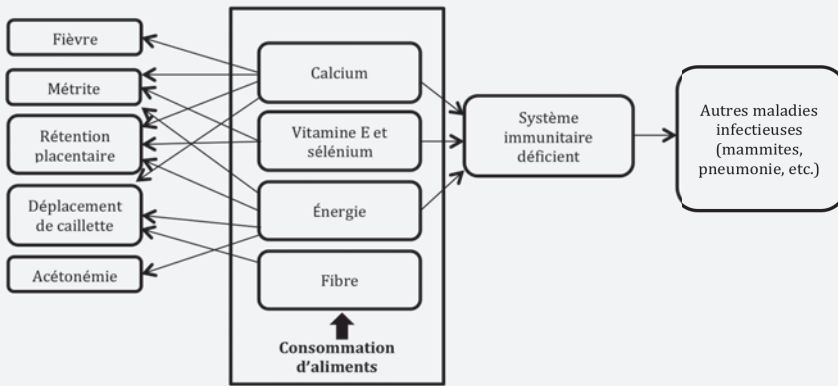 Fièvre
Métrite
Rétention
placentaire
Déplacement
de caillette
Acétonémie
Calcium
Vitamine E et
sélénium
Énergie
Fibre
Consommation
d'aliments
Système
immunitaire
déficient
Autres maladies
infectieuses
(mammites,
pneumonie, etc.)